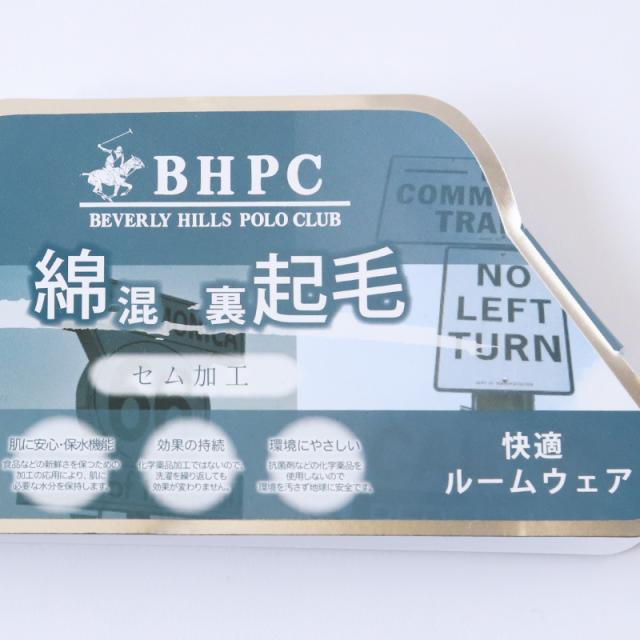 BHPC
BEVERLY HILLS POLO CLUB
綿混 裏起毛
セム加工
肌に安心・保水機能
食品などの新鮮さを保つための
加工の応用により、肌に
必要な水分を保持します。
効果の持続
化学薬品加工ではないので、
洗濯を繰り返しても
効果が変わりません。
環境にやさしい
抗菌剤などの化学薬品を
使用しないので
環境を汚さず地球に安全です。
快適
ルームウェア
NO
LEFT
TURN